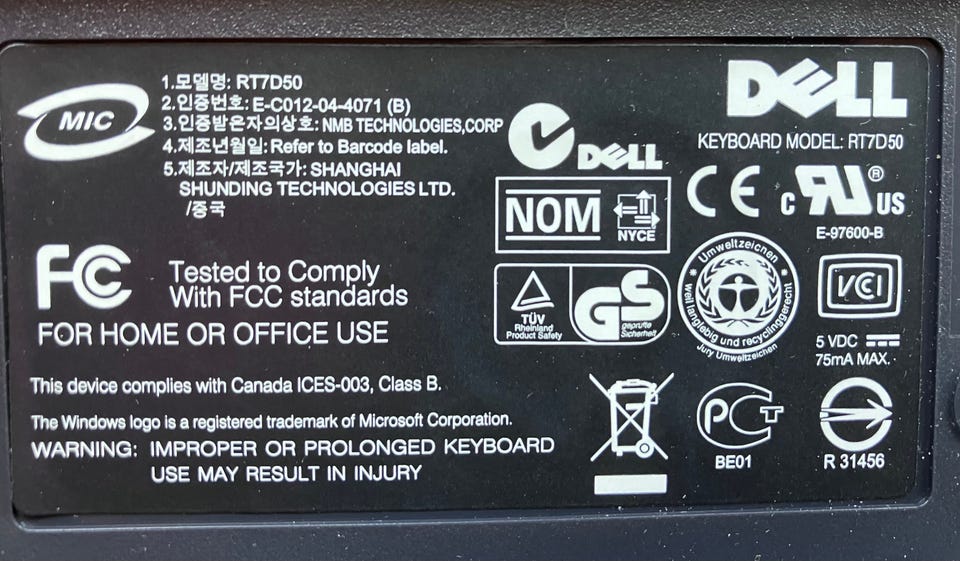 MIC
1.모델명: RT7D50
2.인증번호: E-C012-04-4071 (B)
3.인증받은자의상호: NMB TECHNOLOGIES,CORP
4.제조년월일: Refer to Barcode label.
5.제조자/제조국가: SHANGHAI
SHUNDING TECHNOLOGIES LTD.
/중국
FC
Tested to Comply
With FCC standards
FOR HOME OR OFFICE USE
This device complies with Canada ICES-003, Class B.
The Windows logo is a registered trademark of Microsoft Corporation.
WARNING: IMPROPER OR PROLONGED KEYBOARD
USE MAY RESULT IN INJURY
DELL
KEYBOARD MODEL: RT7D50
DELL
NOM
NYCE
CE
c RU ® US
E-97600-B
TÜV
Rheinland
Product Safety
GS
geprüfte
Sicherheit
Umweltzeichen
weil langlebig und recyclinggerecht
Jury Umweltzeichen
VCI
5 VDC
75mA MAX.
PCT
BE01
R 31456